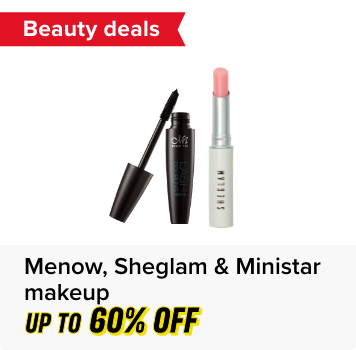 Beauty deals
SHEGLAM
Menow, Sheglam & Ministar
makeup
UP TO 60% OFF